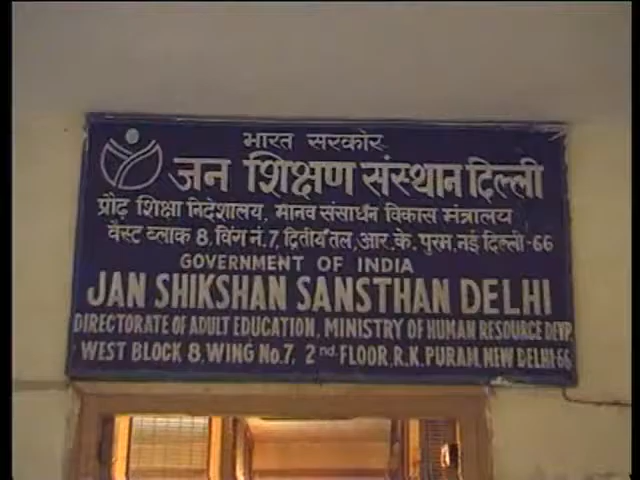 भारत सरकार
जन शिक्षण संस्थान दिल्ली
प्रौढ़ शिक्षा निदेशालय, मानव संसाधन विकास मंत्रालय
वैस्ट ब्लाक 8, विंग नं. 7, द्वितीय तल, आर. के. पुरम, नई दिल्ली-66
GOVERNMENT OF INDIA
JAN SHIKSHAN SANSTHAN DELHI
DIRECTORATE OF ADULT EDUCATION, MINISTRY OF HUMAN RESOURCE DEVP.
WEST BLOCK 8, WING No. 7, 2nd FLOOR, R.K. PURAM, NEW DELHI-66